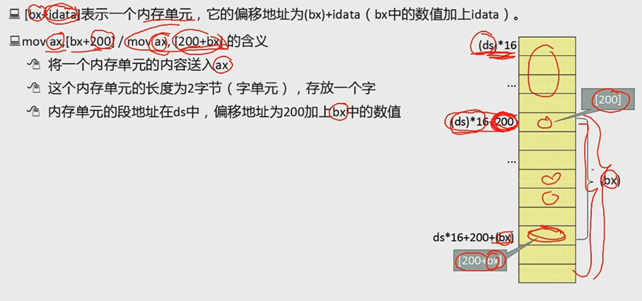 [bx+idata]表示一个内存单元，它的偏移地址为(bx)+idata（bx中的数值加上idata）。
mov ax,[bx+200] / mov ax, [200+bx]的含义
将一个内存单元的内容送入ax
这个内存单元的长度为2字节（字单元），存放一个字
内存单元的段地址在ds中，偏移地址为200加上bx中的数值
(ds)*16
...
[200]
(ds)*16+200
...
(bx)
ds*16+200+(bx)
[200+bx]